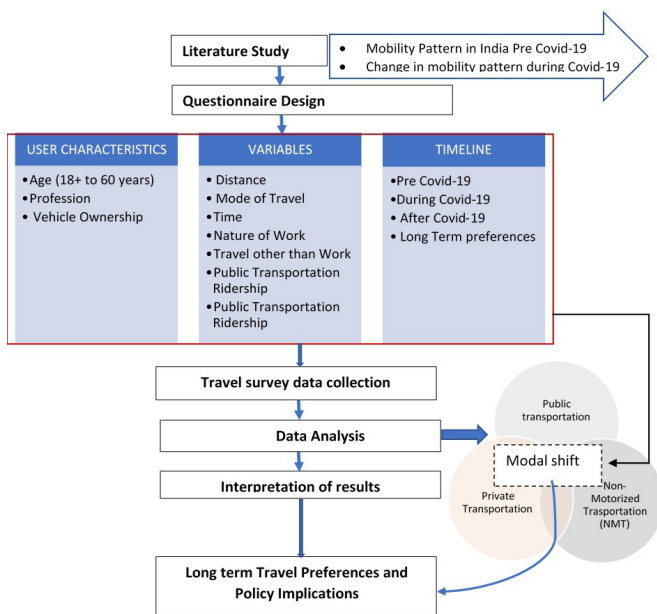 Literature Study
• Mobility Pattern in India Pre Covid-19
• Change in mobility pattern during Covid-19
Questionnaire Design
USER CHARACTERISTICS
•Age (18+ to 60 years)
•Profession
• Vehicle Ownership
VARIABLES
• Distance
• Mode of Travel
•Time
•Nature of Work
•Travel other than Work
•Public Transportation
Ridership
•Public Transportation
Ridership
TIMELINE
•Pre Covid-19
•During Covid-19
•After Covid-19
•Long Term preferences
Travel survey data collection
Data Analysis
Interpretation of results
Long term Travel Preferences and
Policy Implications
Public
transportation
Modal shift
Private
Transportation
Non-
Motorized
Trasportation
(NMT)